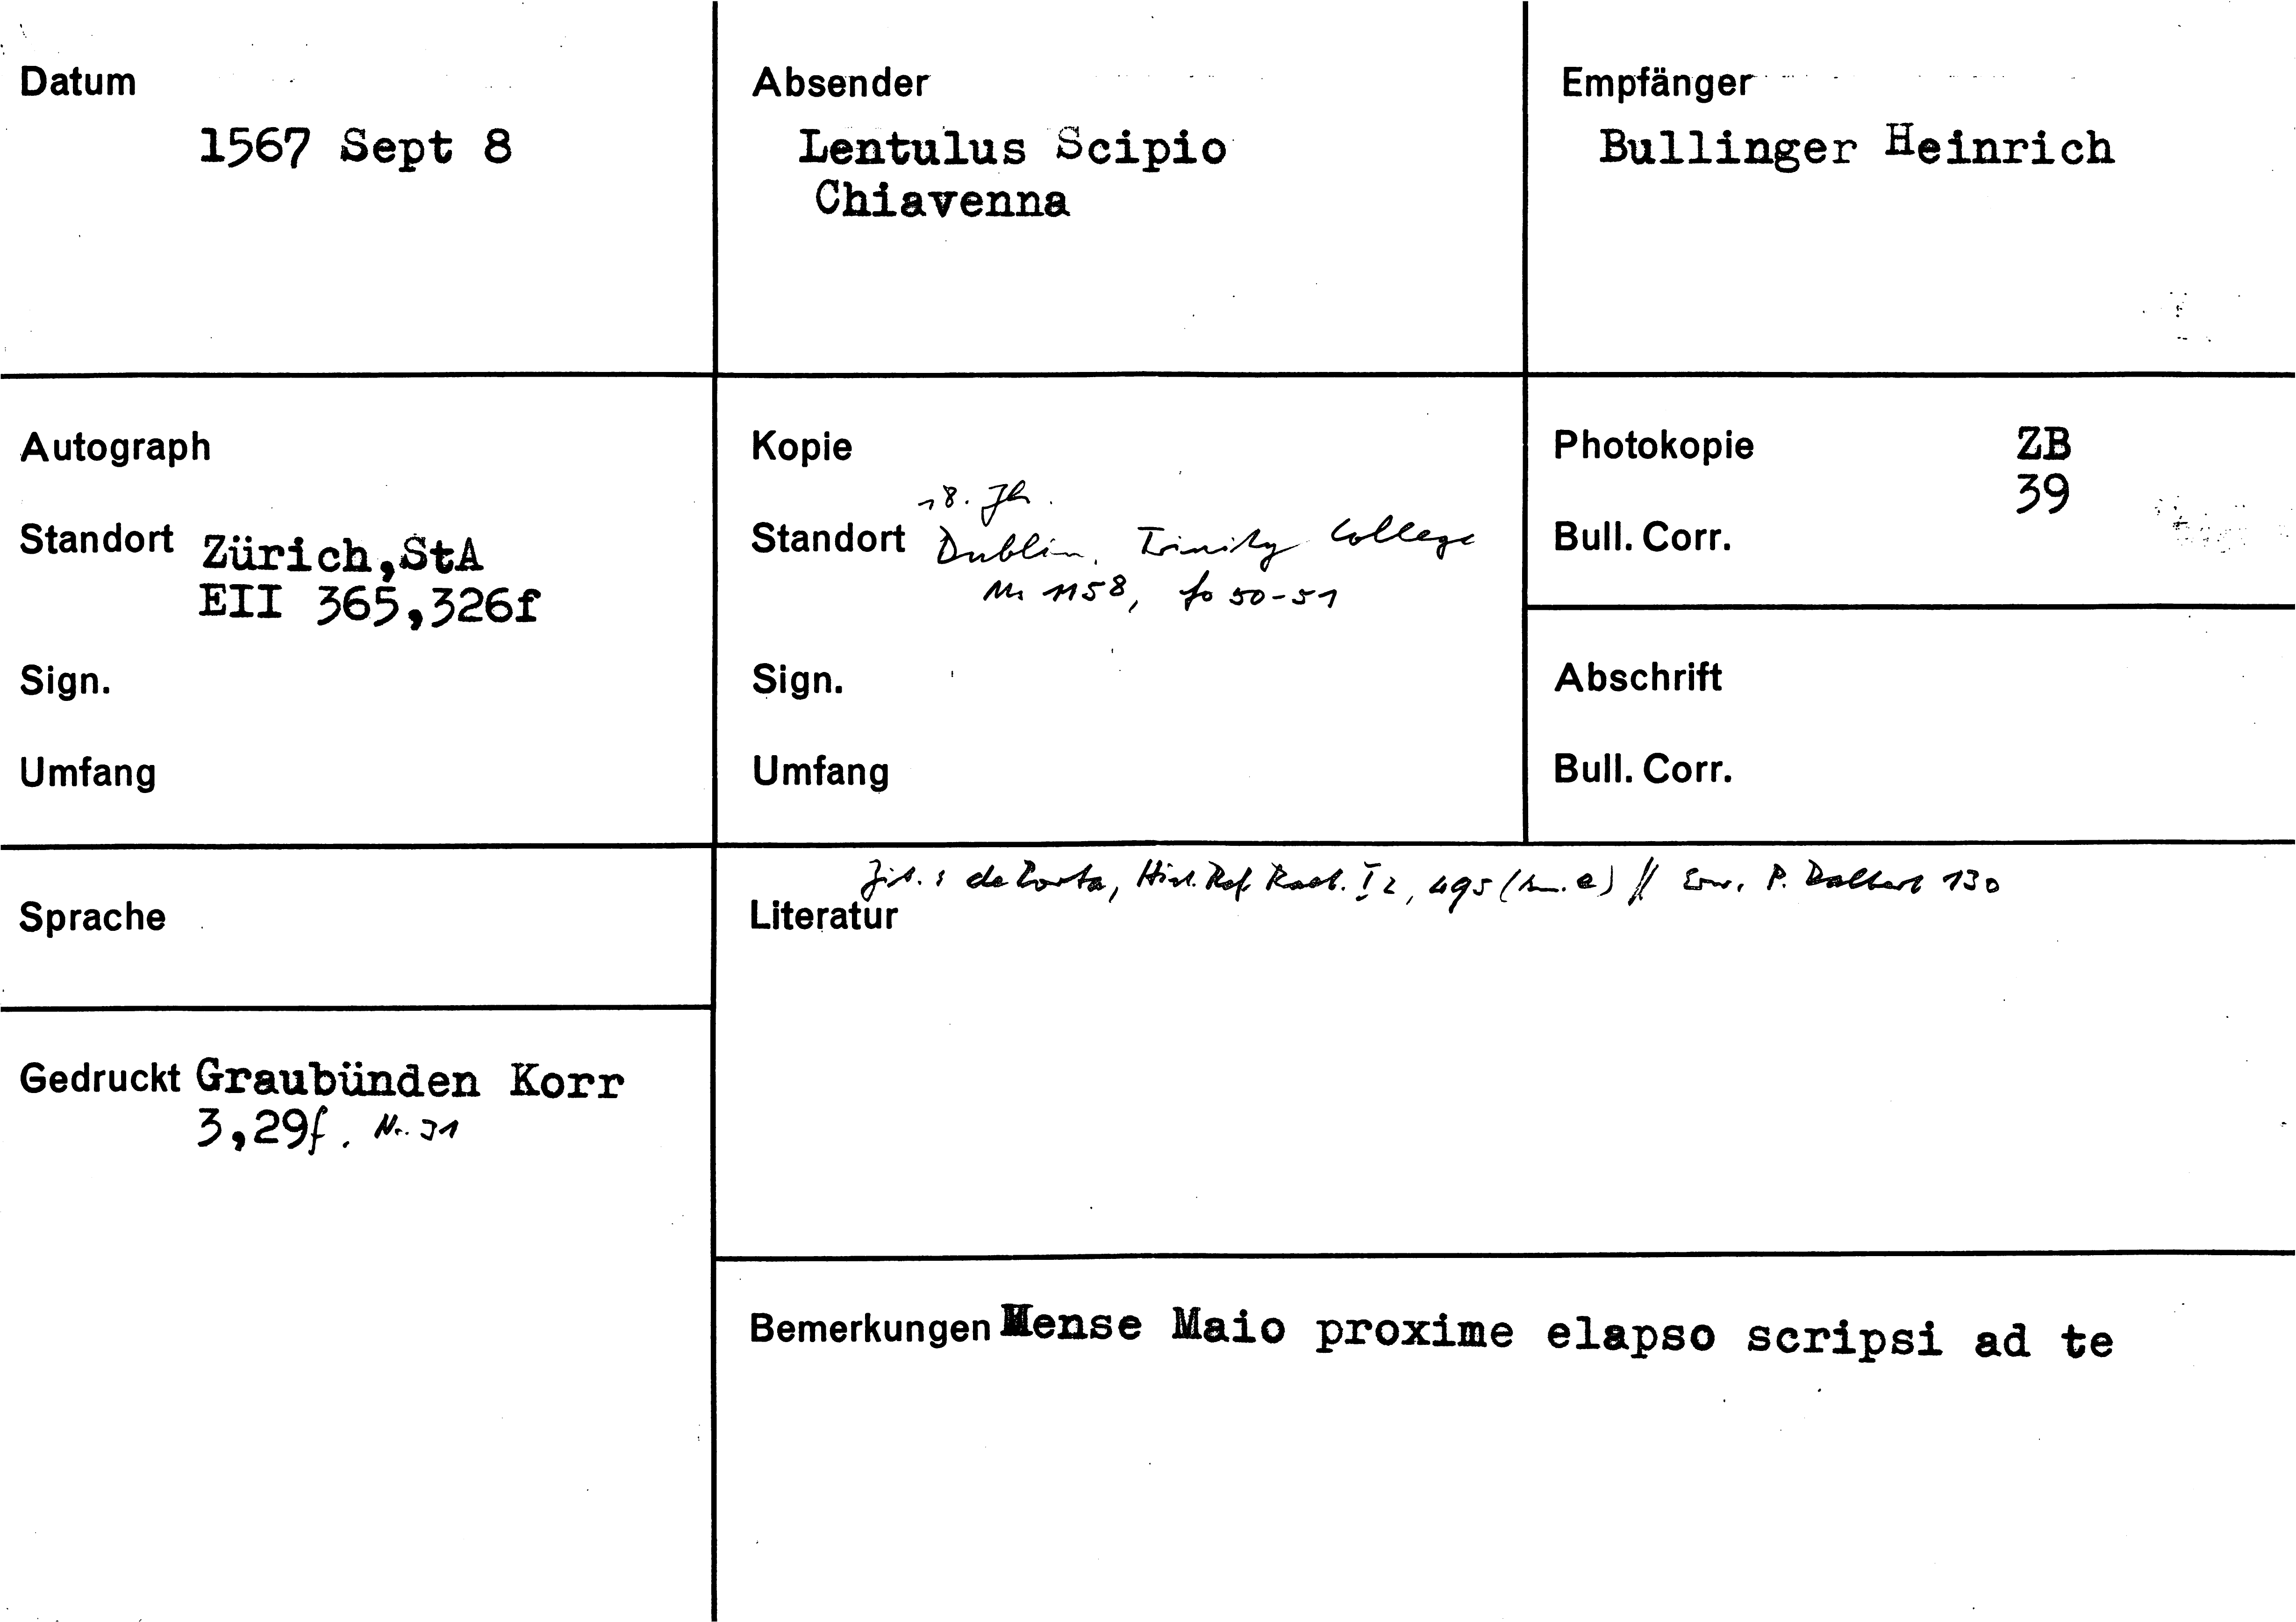 Datum
1567 Sept 8
Absender
Lentulus Scipio
Chiavenna
Empfänger
Bullinger Heinrich
Autograph
Standort Zürich,StA
EII 365,326f
Sign.
Umfang
Kopie
18. Jh.
Standort Dublin, Trinity College
Ms 1158, fo 50-51
Sign.
Umfang
Photokopie ZB
39
Bull. Corr.
Abschrift
Bull. Corr.
Sprache
Zit.: de Porta, Hist. Ref. Raet. I 2, 495 (Anm. e) // Erw. P. Dalbert 130
Literatur
Gedruckt Graubünden Korr
3,29f. Nr. 31
Bemerkungen Mense Maio proxime elapso scripsi ad te